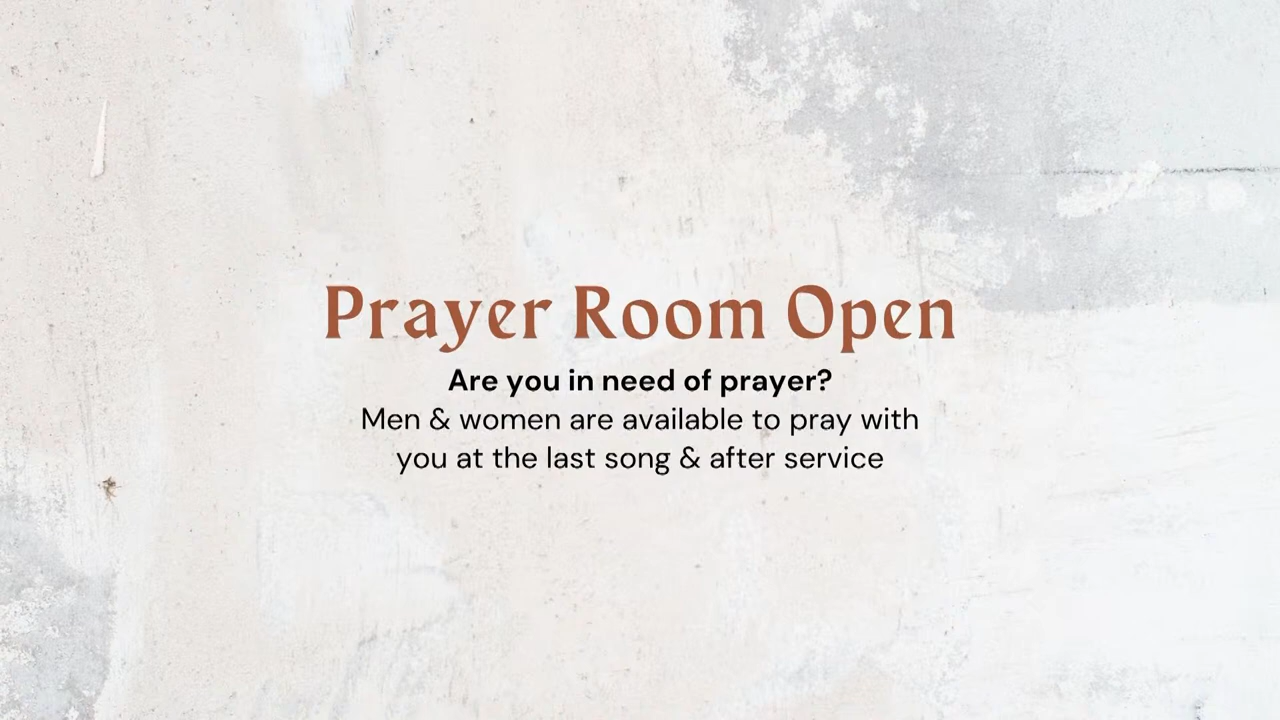 Prayer Room Open
Are you in need of prayer?
Men & women are available to pray with
you at the last song & after service